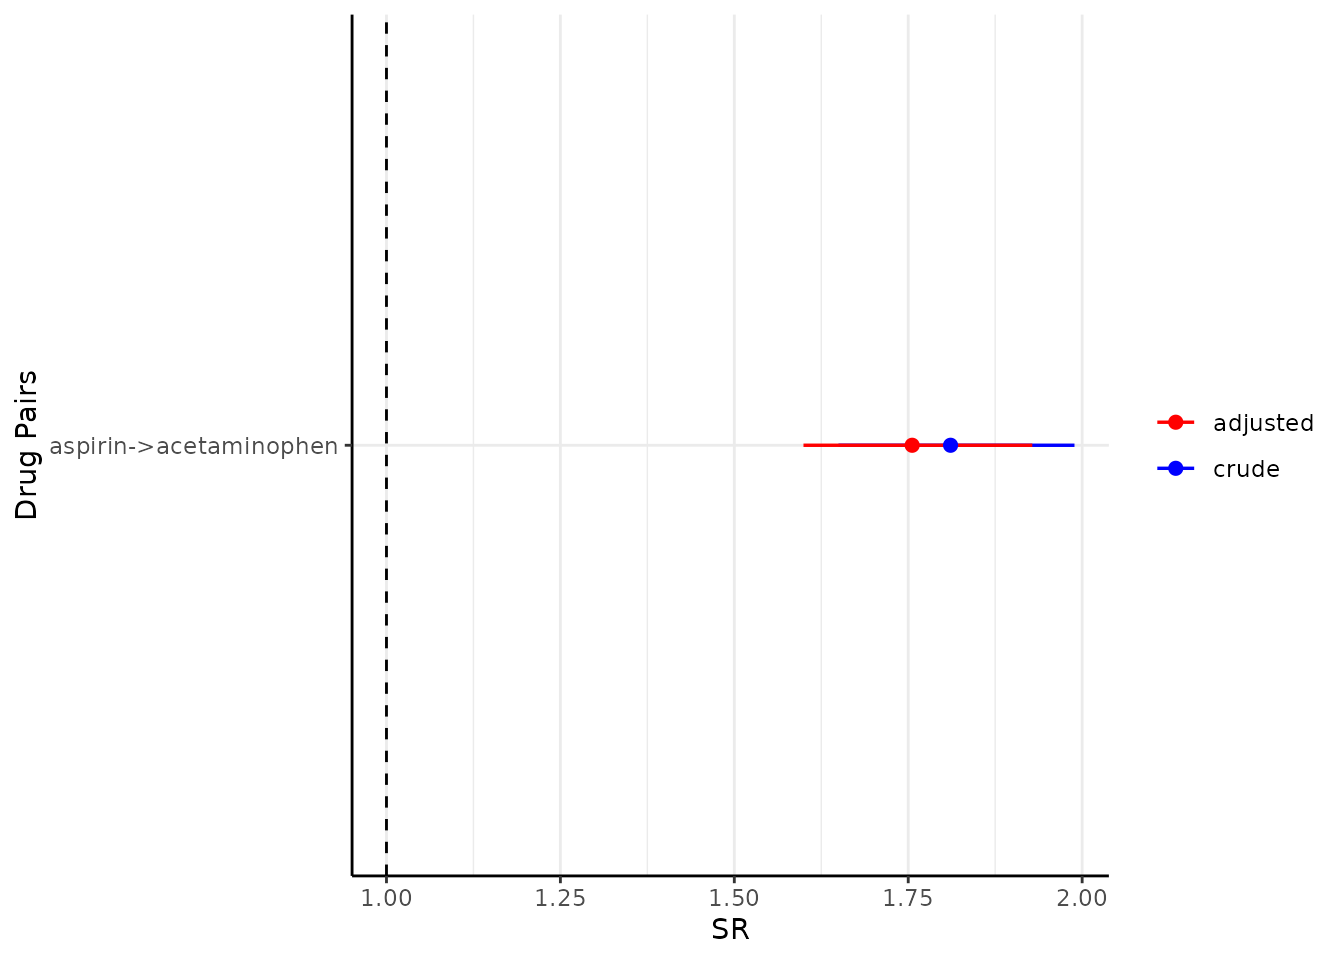 Drug Pairs
aspirin->acetaminophen
adjusted
crude
1.00 1.25 1.50 1.75 2.00
SR